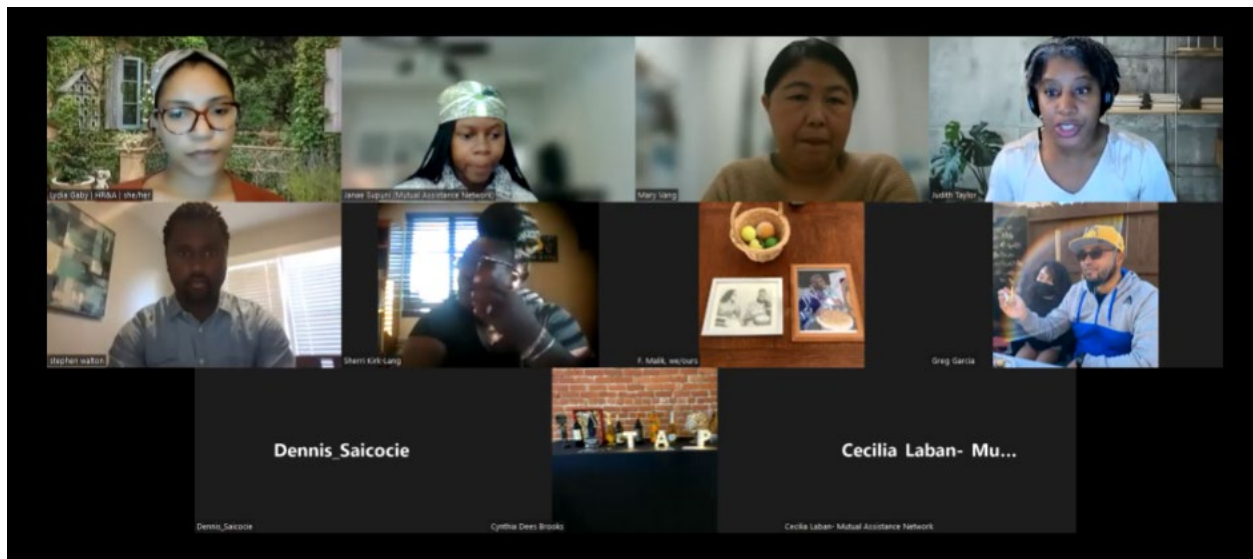 Lydia Gaby | HR&A | she/her
Janae Supuni (Mutual Assistance Network)
Mary Vang
Judith Taylor
stephen walton
Sherri Kirk-Lang
F. Malik, we/ours
Greg Garcia
Dennis_Saicocie
T A P
Cecilia Laban- Mu...
Dennis_Saicocie
Cynthia Dees Brooks
Cecilia Laban- Mutual Assistance Network